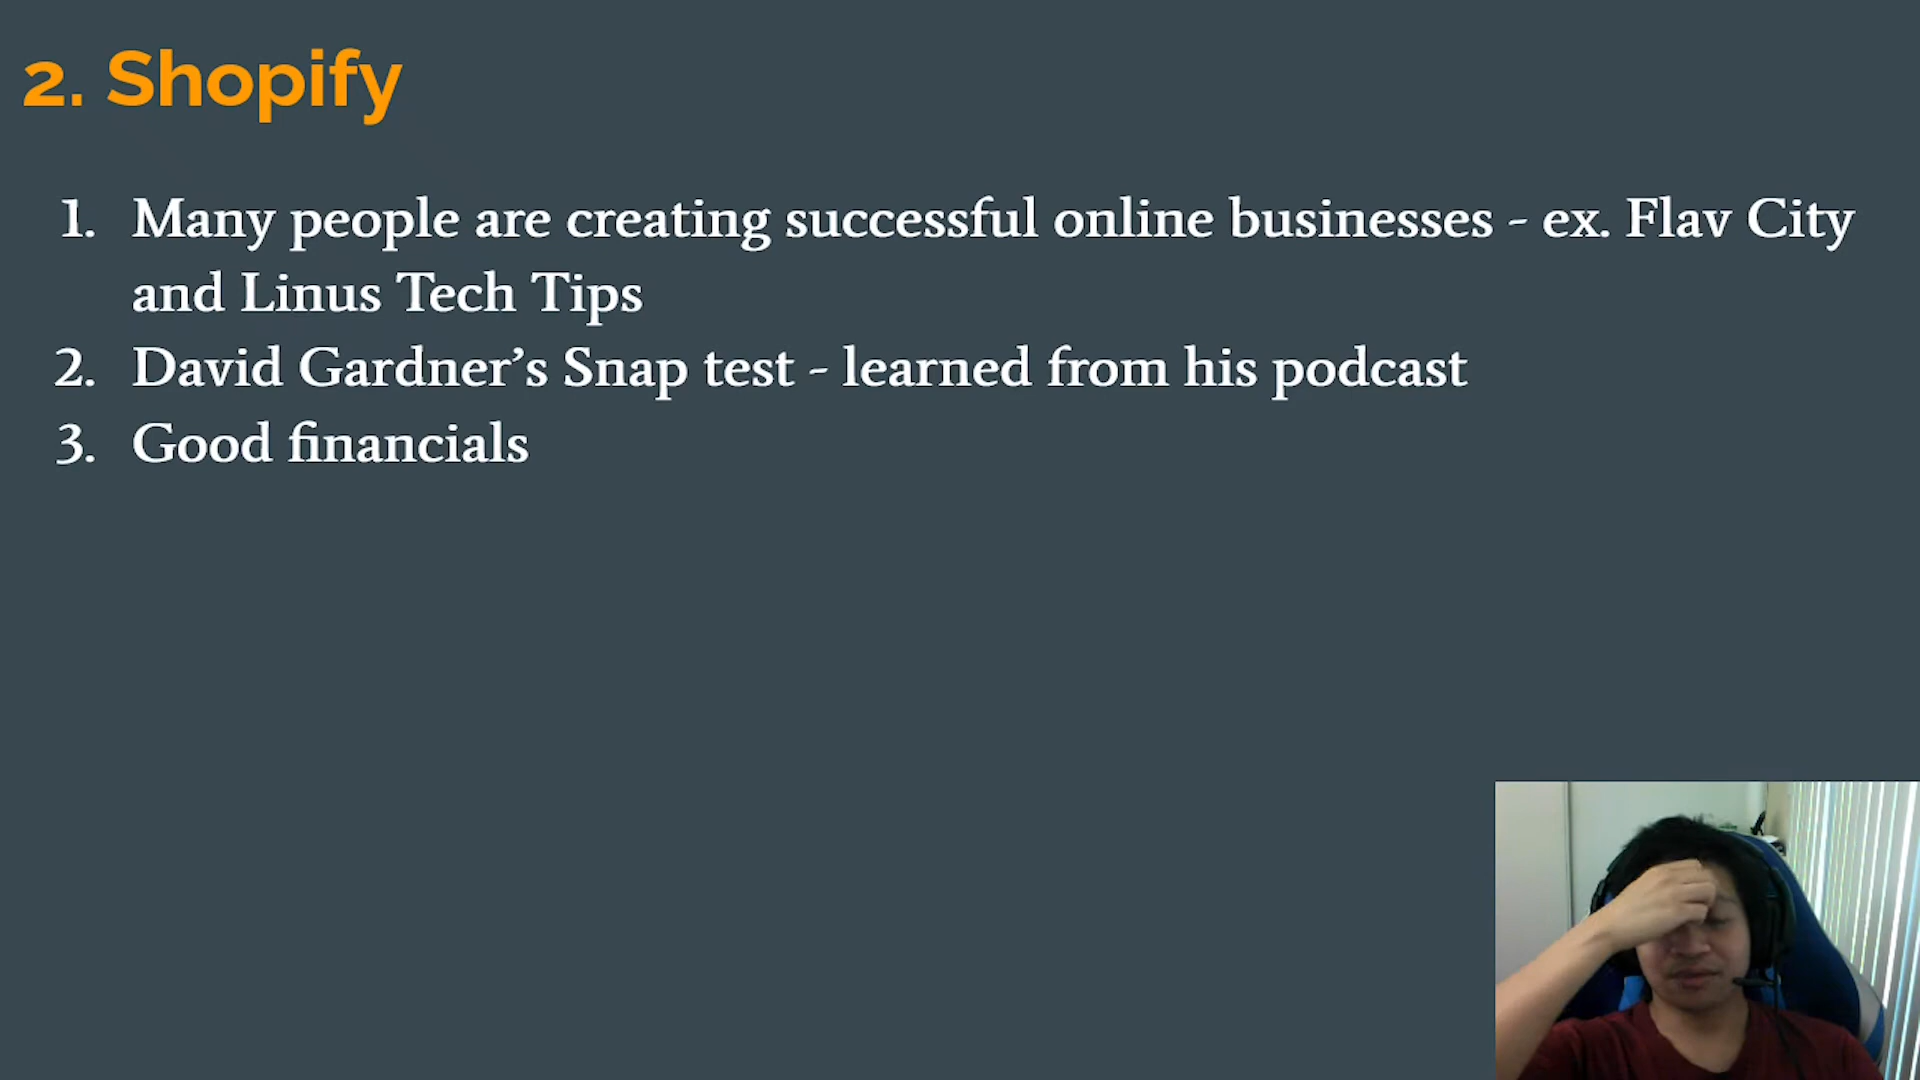 2. Shopify
1. Many people are creating successful online businesses - ex. Flav City
and Linus Tech Tips
2. David Gardner’s Snap test - learned from his podcast
3. Good financials